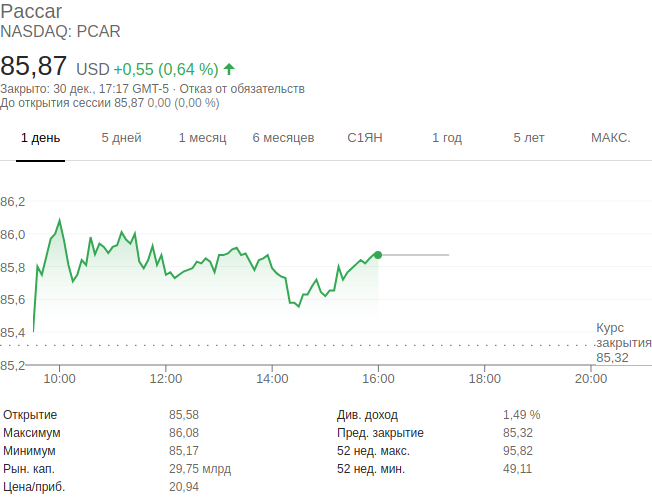 Paccar
NASDAQ: PCAR
85,87 USD +0,55 (0,64 %)
Закрыто: 30 дек., 17:17 GMT-5 · Отказ от обязательств
До открытия сессии 85,87 0,00 (0,00 %)
1 день 5 дней 1 месяц 6 месяцев С1ЯН 1 год 5 лет МАКС.
86,2
86,0
85,8
85,6
85,4
85,2
Курс
закрытия
85,32
10:00 12:00 14:00 16:00 18:00 20:00
Открытие 85,58 Див. доход 1,49 %
Максимум 86,08 Пред. закрытие 85,32
Минимум 85,17 52 нед. макс. 95,82
Рын. кап. 29,75 млрд 52 нед. мин. 49,11
Цена/приб. 20,94